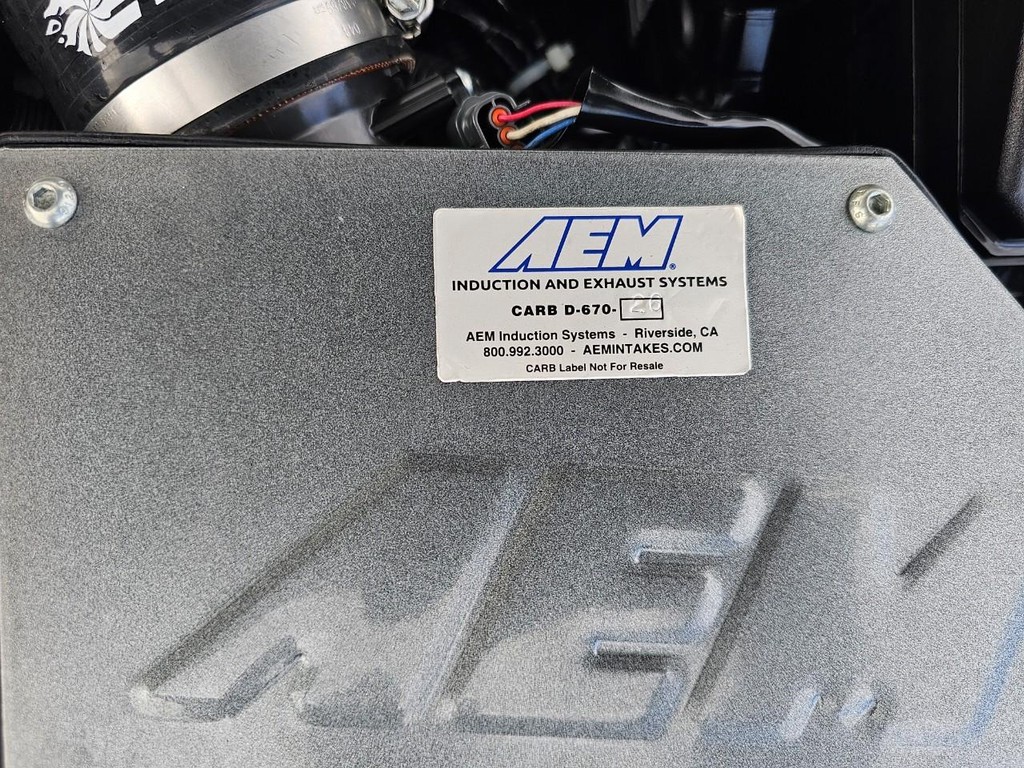 AEM®
INDUCTION AND EXHAUST SYSTEMS
CARB D-670-26
AEM Induction Systems - Riverside, CA
800.992.3000 - AEMINTAKES.COM
CARB Label Not For Resale
AEM